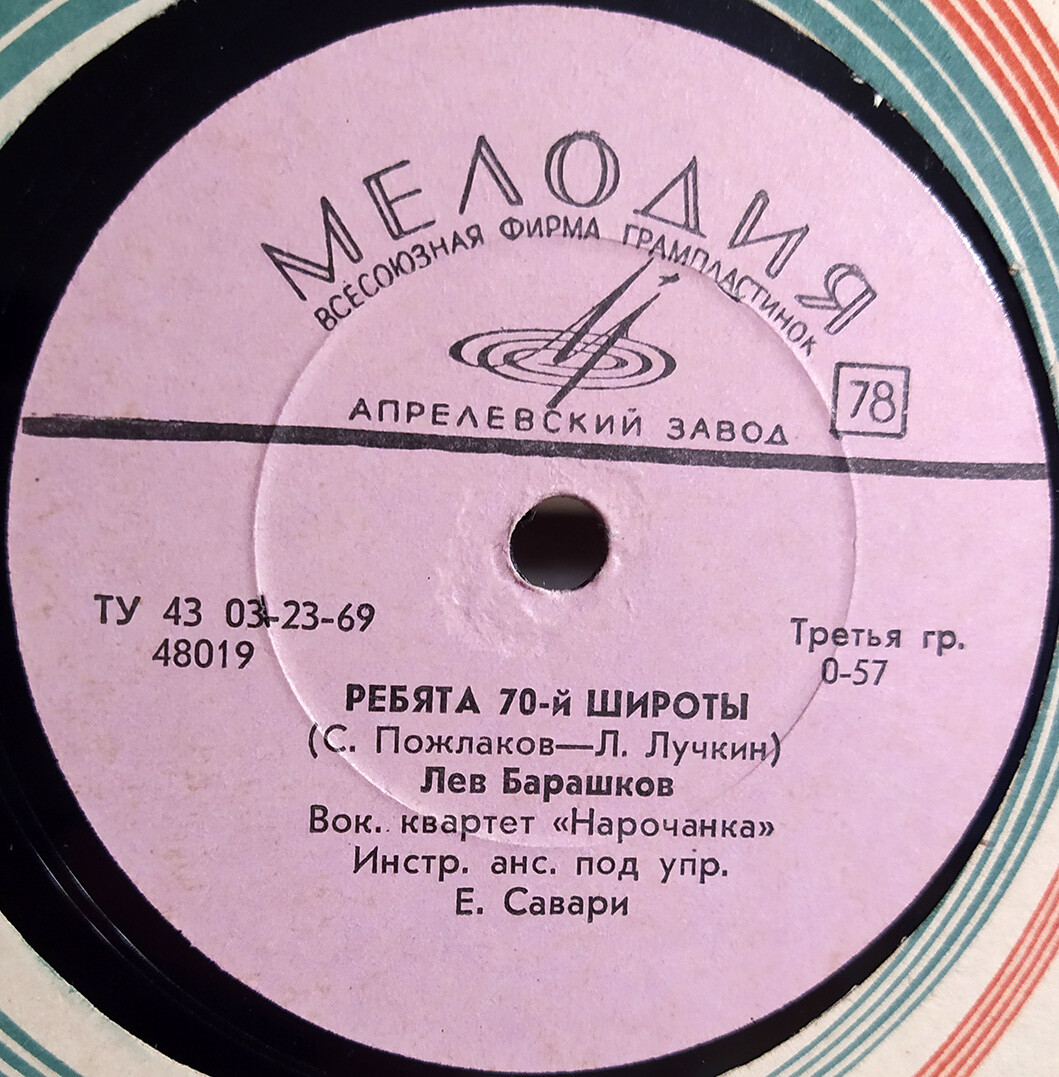 МЕЛОДИЯ
ВСЕСОЮЗНАЯ ФИРМА ГРАМПЛАСТИНОК
78
АПРЕЛЕВСКИЙ ЗАВОД
ТУ 43 03-23-69
48019
Третья гр.
0-57
РЕБЯТА 70-й ШИРОТЫ
(С. Пожлаков—Л. Лучкин)
Лев Барашков
Вок. квартет «Нарочанка»
Инстр. анс. под упр.
Е. Савари